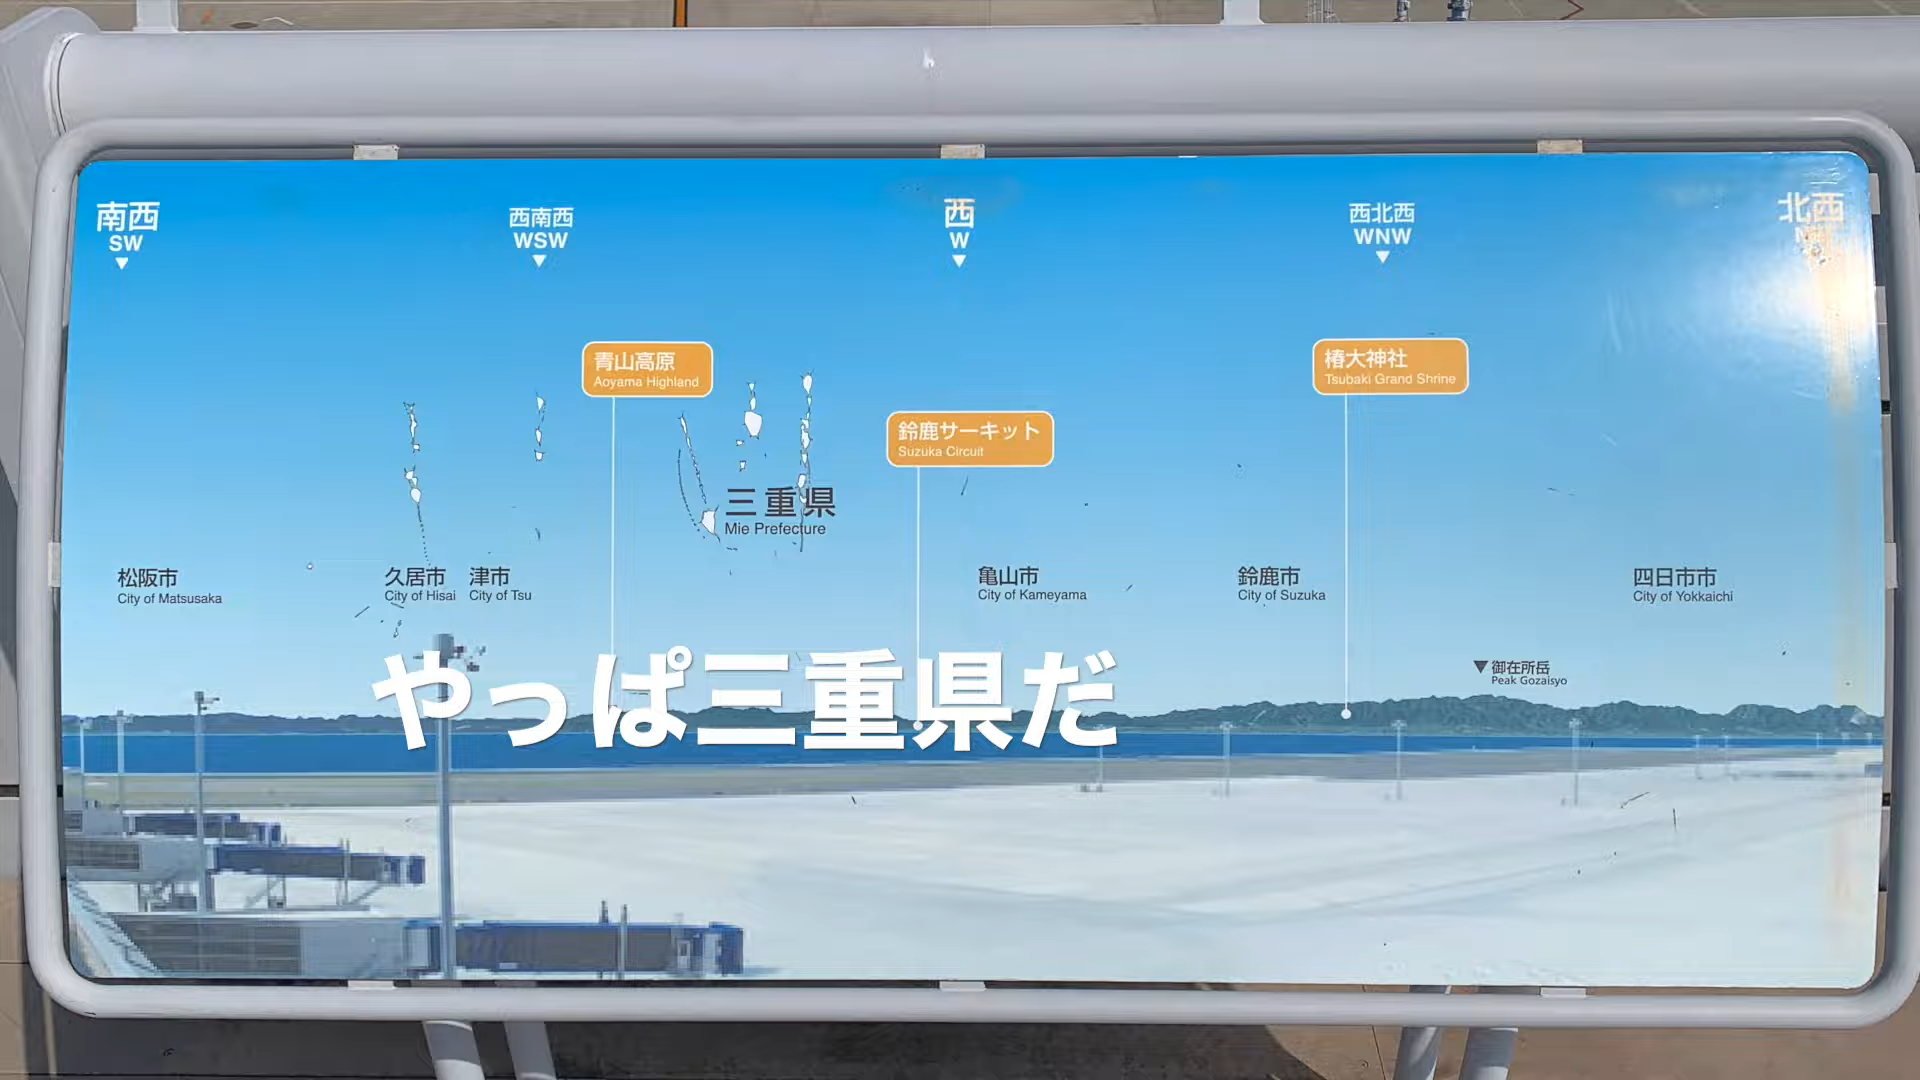 南西
SW
西南西
WSW
西
W
西北西
WNW
北西
青山高原
Aoyama Highland
椿大神社
Tsubaki Grand Shrine
鈴鹿サーキット
Suzuka Circuit
三重県
Mie Prefecture
松阪市
City of Matsusaka
久居市
City of Hisai
津市
City of Tsu
亀山市
City of Kameyama
鈴鹿市
City of Suzuka
四日市市
City of Yokkaichi
御在所岳
Peak Gozaisyo
やっぱ三重県だ